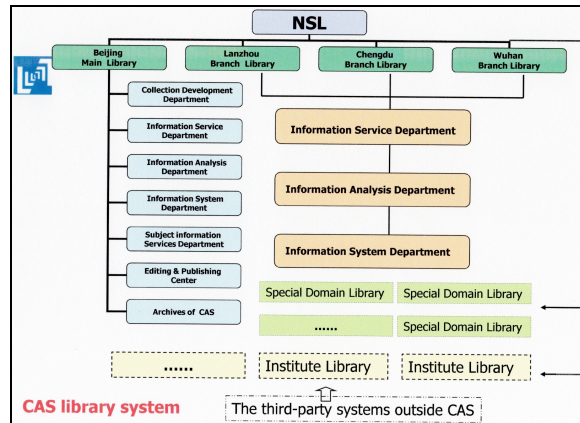 NSL
Beijing
Main Library
Lanzhou
Branch Library
Chengdu
Branch Library
Wuhan
Branch Library
Collection Development
Department
Information Service
Department
Information Analysis
Department
Information System
Department
Subject information
Services Department
Editing & Publishing
Center
Archives of CAS
Information Service Department
Information Analysis Department
Information System Department
Special Domain Library
Special Domain Library
......
Special Domain Library
......
Institute Library
Institute Library
CAS library system
The third-party systems outside CAS